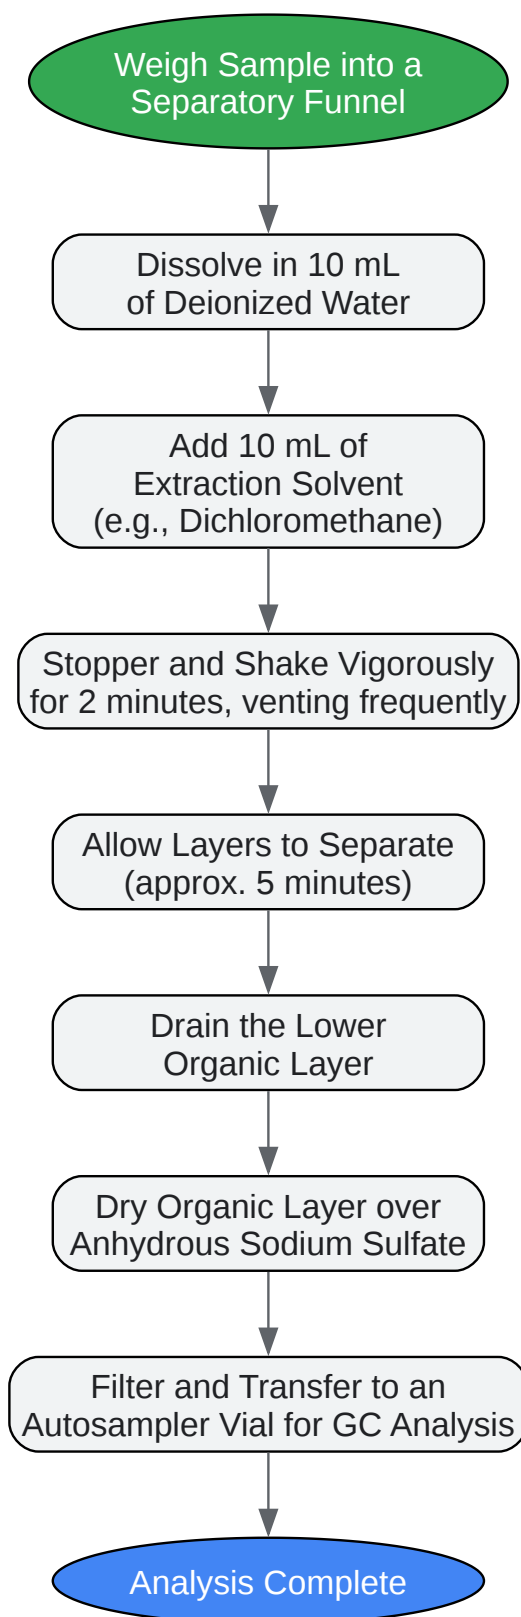 Weigh Sample into a
Separatory Funnel
Dissolve in 10 mL
of Deionized Water
Add 10 mL of
Extraction Solvent
(e.g., Dichloromethane)
Stopper and Shake Vigorously
for 2 minutes, venting frequently
Allow Layers to Separate
(approx. 5 minutes)
Drain the Lower
Organic Layer
Dry Organic Layer over
Anhydrous Sodium Sulfate
Filter and Transfer to an
Autosampler Vial for GC Analysis
Analysis Complete